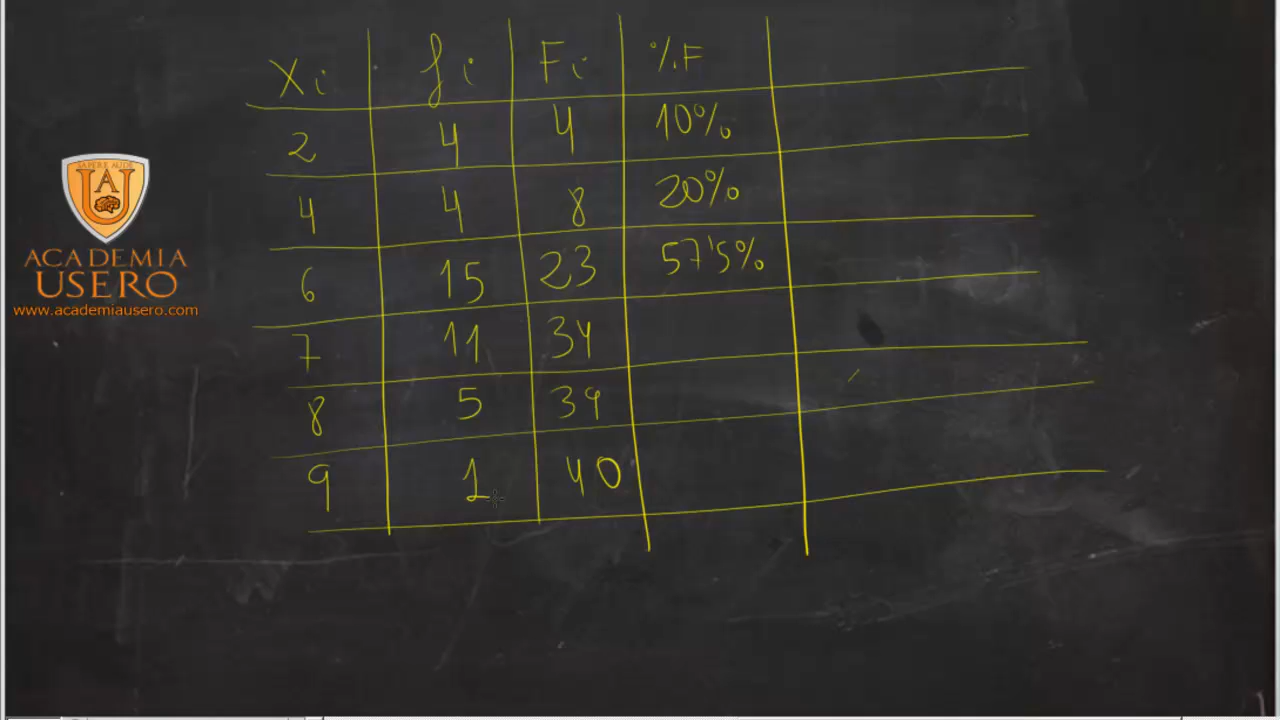 Xi fi Fi %F
2 4 4 10%
4 4 8 20%
6 15 23 57'5%
7 11 34
8 5 39
9 1 40
SAPERE AUDE
UA
ACADEMIA
USERO
www.academiausero.com